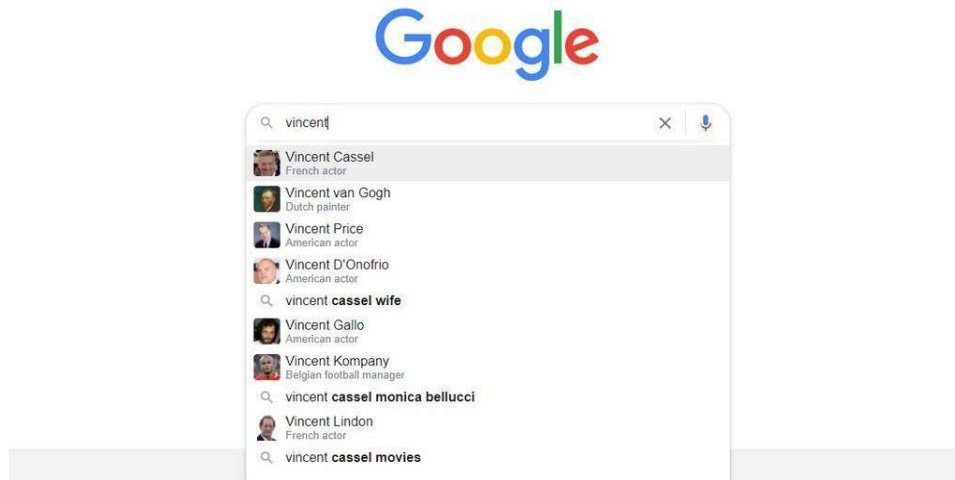 Google
vincent
Vincent Cassel
French actor
Vincent van Gogh
Dutch painter
Vincent Price
American actor
Vincent D'Onofrio
American actor
vincent cassel wife
Vincent Gallo
American actor
Vincent Kompany
Belgian football manager
vincent cassel monica bellucci
Vincent Lindon
French actor
vincent cassel movies